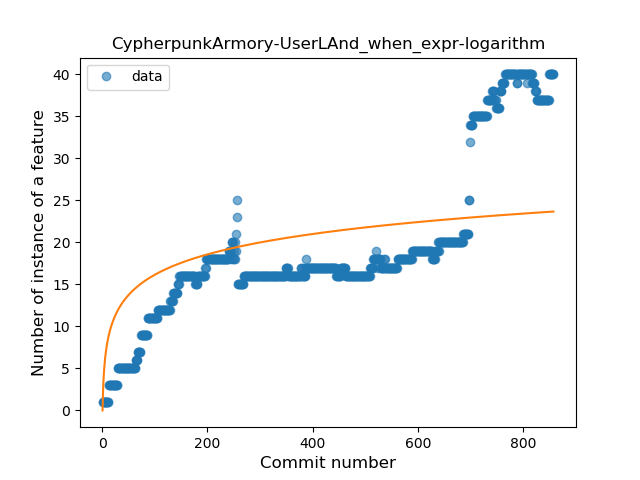 CypherpunkArmory-UserLAnd_when_expr-logarithm
data
Number of instance of a feature
40
35
30
25
20
15
10
5
0
0 200 400 600 800
Commit number